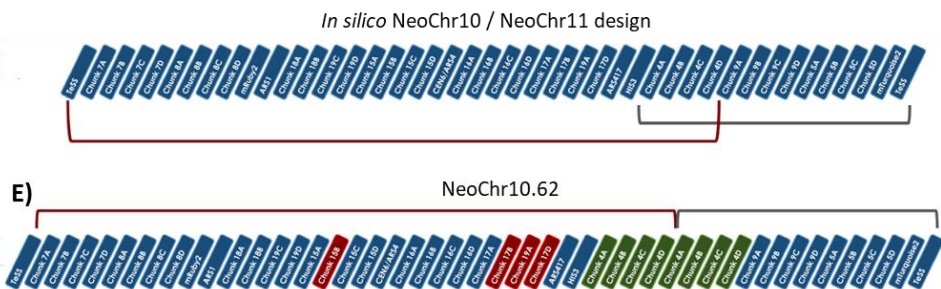 In silico NeoChr10 / NeoChr11 design
TeSS Chunk 7A Chunk 7B Chunk 7C Chunk 7D Chunk 8A Chunk 8B Chunk 8C Chunk 8D mRuby2 ARS1 Chunk 18A Chunk 18B Chunk 19C Chunk 19D Chunk 15A Chunk 15B Chunk 15C Chunk 15D CEN6/ARS4 Chunk 16A Chunk 16B Chunk 16C Chunk 16D Chunk 17A Chunk 17B Chunk 19A Chunk 17D ARS417 HIS3 Chunk 4A Chunk 4B Chunk 4C Chunk 4D Chunk 9A Chunk 9B Chunk 9C Chunk 9D Chunk 5A Chunk 5B Chunk 5C Chunk 5D mTurquoise2 TeSS
E)
NeoChr10.62
TeSS Chunk 7A Chunk 7B Chunk 7C Chunk 7D Chunk 8A Chunk 8B Chunk 8C Chunk 8D mRuby2 ARS1 Chunk 18A Chunk 18B Chunk 19C Chunk 19D Chunk 15A Chunk 15B Chunk 15C Chunk 15D CEN6/ARS4 Chunk 16A Chunk 16B Chunk 16C Chunk 16D Chunk 17A Chunk 17B Chunk 19A Chunk 17D ARS417 HIS3 Chunk 4A Chunk 4B Chunk 4C Chunk 4D Chunk 4A Chunk 4B Chunk 4C Chunk 4D Chunk 9A Chunk 9B Chunk 9C Chunk 9D Chunk 5A Chunk 5B Chunk 5C Chunk 5D mTurquoise2 TeSS